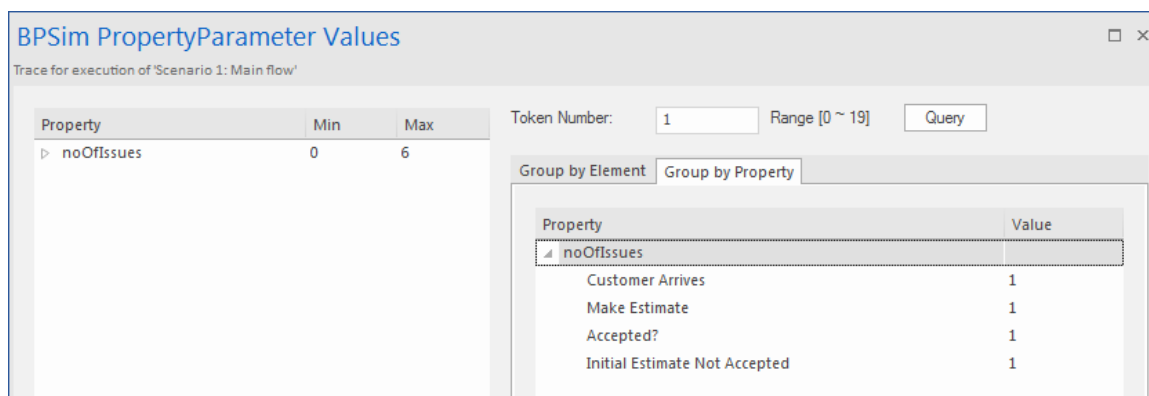 BPSim PropertyParameter Values
Trace for execution of 'Scenario 1: Main flow'
Property Min Max
noOfIssues 0 6
Token Number: 1 Range [0 ~ 19] Query
Group by Element Group by Property
Property Value
noOfIssues
Customer Arrives 1
Make Estimate 1
Accepted? 1
Initial Estimate Not Accepted 1